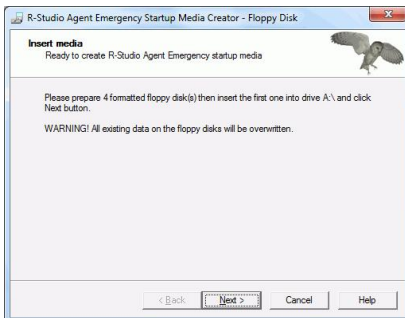 R-Studio Agent Emergency Startup Media Creator - Floppy Disk
Insert media
Ready to create R-Studio Agent Emergency startup media
Please prepare 4 formatted floppy disk(s) then insert the first one into drive A:\ and click
Next button.
WARNING! All existing data on the floppy disks will be overwritten.
< Back Next > Cancel Help